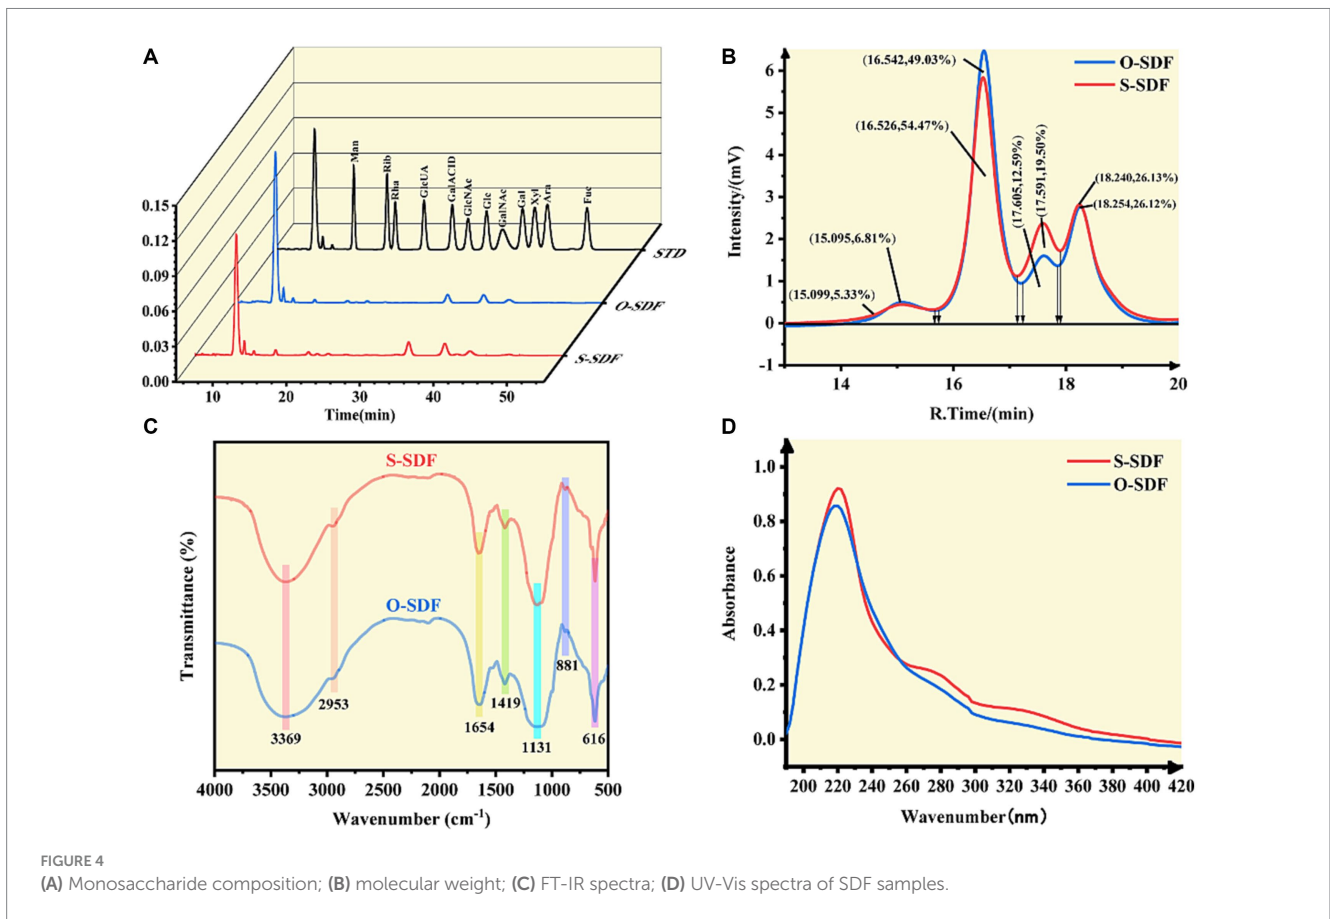 A
Man
Rib
Rha
GlcUA
GalACID
GlcNAc
Glc
GalNAc
Gal
Xyl
Ara
Fuc
STD
O-SDF
S-SDF
0.15
0.12
0.09
0.06
0.03
0.00
10 20 30 40 50
Time(min)
B
O-SDF
S-SDF
(16.542,49.03%)
(16.526,54.47%)
(17.605,12.59%)
(17.591,19.50%)
(18.240,26.13%)
(18.254,26.12%)
(15.095,6.81%)
(15.099,5.33%)
Intensity/(mV)
6
5
4
3
2
1
0
-1
14 16 18 20
R.Time/(min)
C
S-SDF
O-SDF
3369
2953
1654
1419
1131
881
616
Transmittance (%)
4000 3500 3000 2500 2000 1500 1000 500
Wavenumber (cm⁻¹)
D
S-SDF
O-SDF
Absorbance
1.0
0.8
0.6
0.4
0.2
0.0
200 220 240 260 280 300 320 340 360 380 400 420
Wavenumber(nm)
FIGURE 4
(A) Monosaccharide composition; (B) molecular weight; (C) FT-IR spectra; (D) UV-Vis spectra of SDF samples.